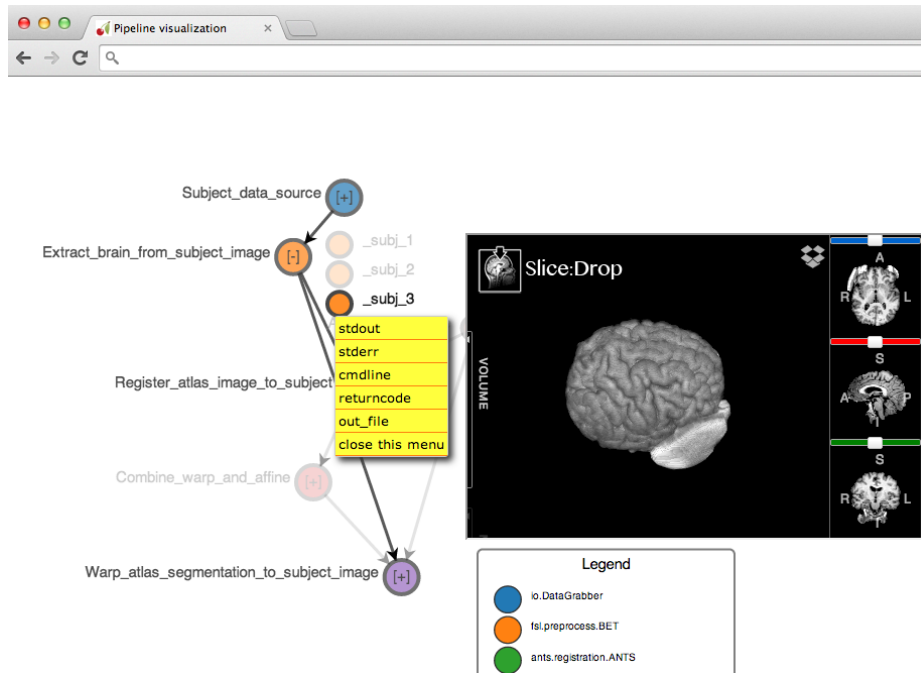 Pipeline visualization
Subject_data_source
[+]
Extract_brain_from_subject_image
[-]
_subj_1
_subj_2
_subj_3
stdout
stderr
cmdline
returncode
out_file
close this menu
Register_atlas_image_to_subject
Combine_warp_and_affine
[+]
Warp_atlas_segmentation_to_subject_image
[+]
Slice:Drop
VOLUME
A
R
L
S
A
P
I
S
R
L
I
Legend
io.DataGrabber
fsl.preprocess.BET
ants.registration.ANTS